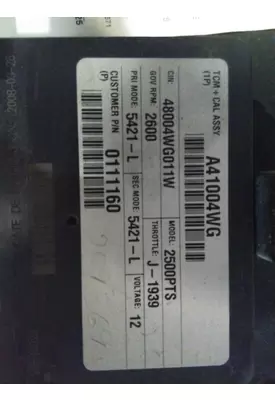 TCM + CAL ASSY (TP) A41004WG
CIN: 48004WG011W MODEL: 2500PTS
GOV RPM: 2600 THROTTLE: J-1939
PRI MODE: 5421-L SEC MODE: 5421-L VOLTAGE: 12
CUSTOMER P/N (P) 0111160